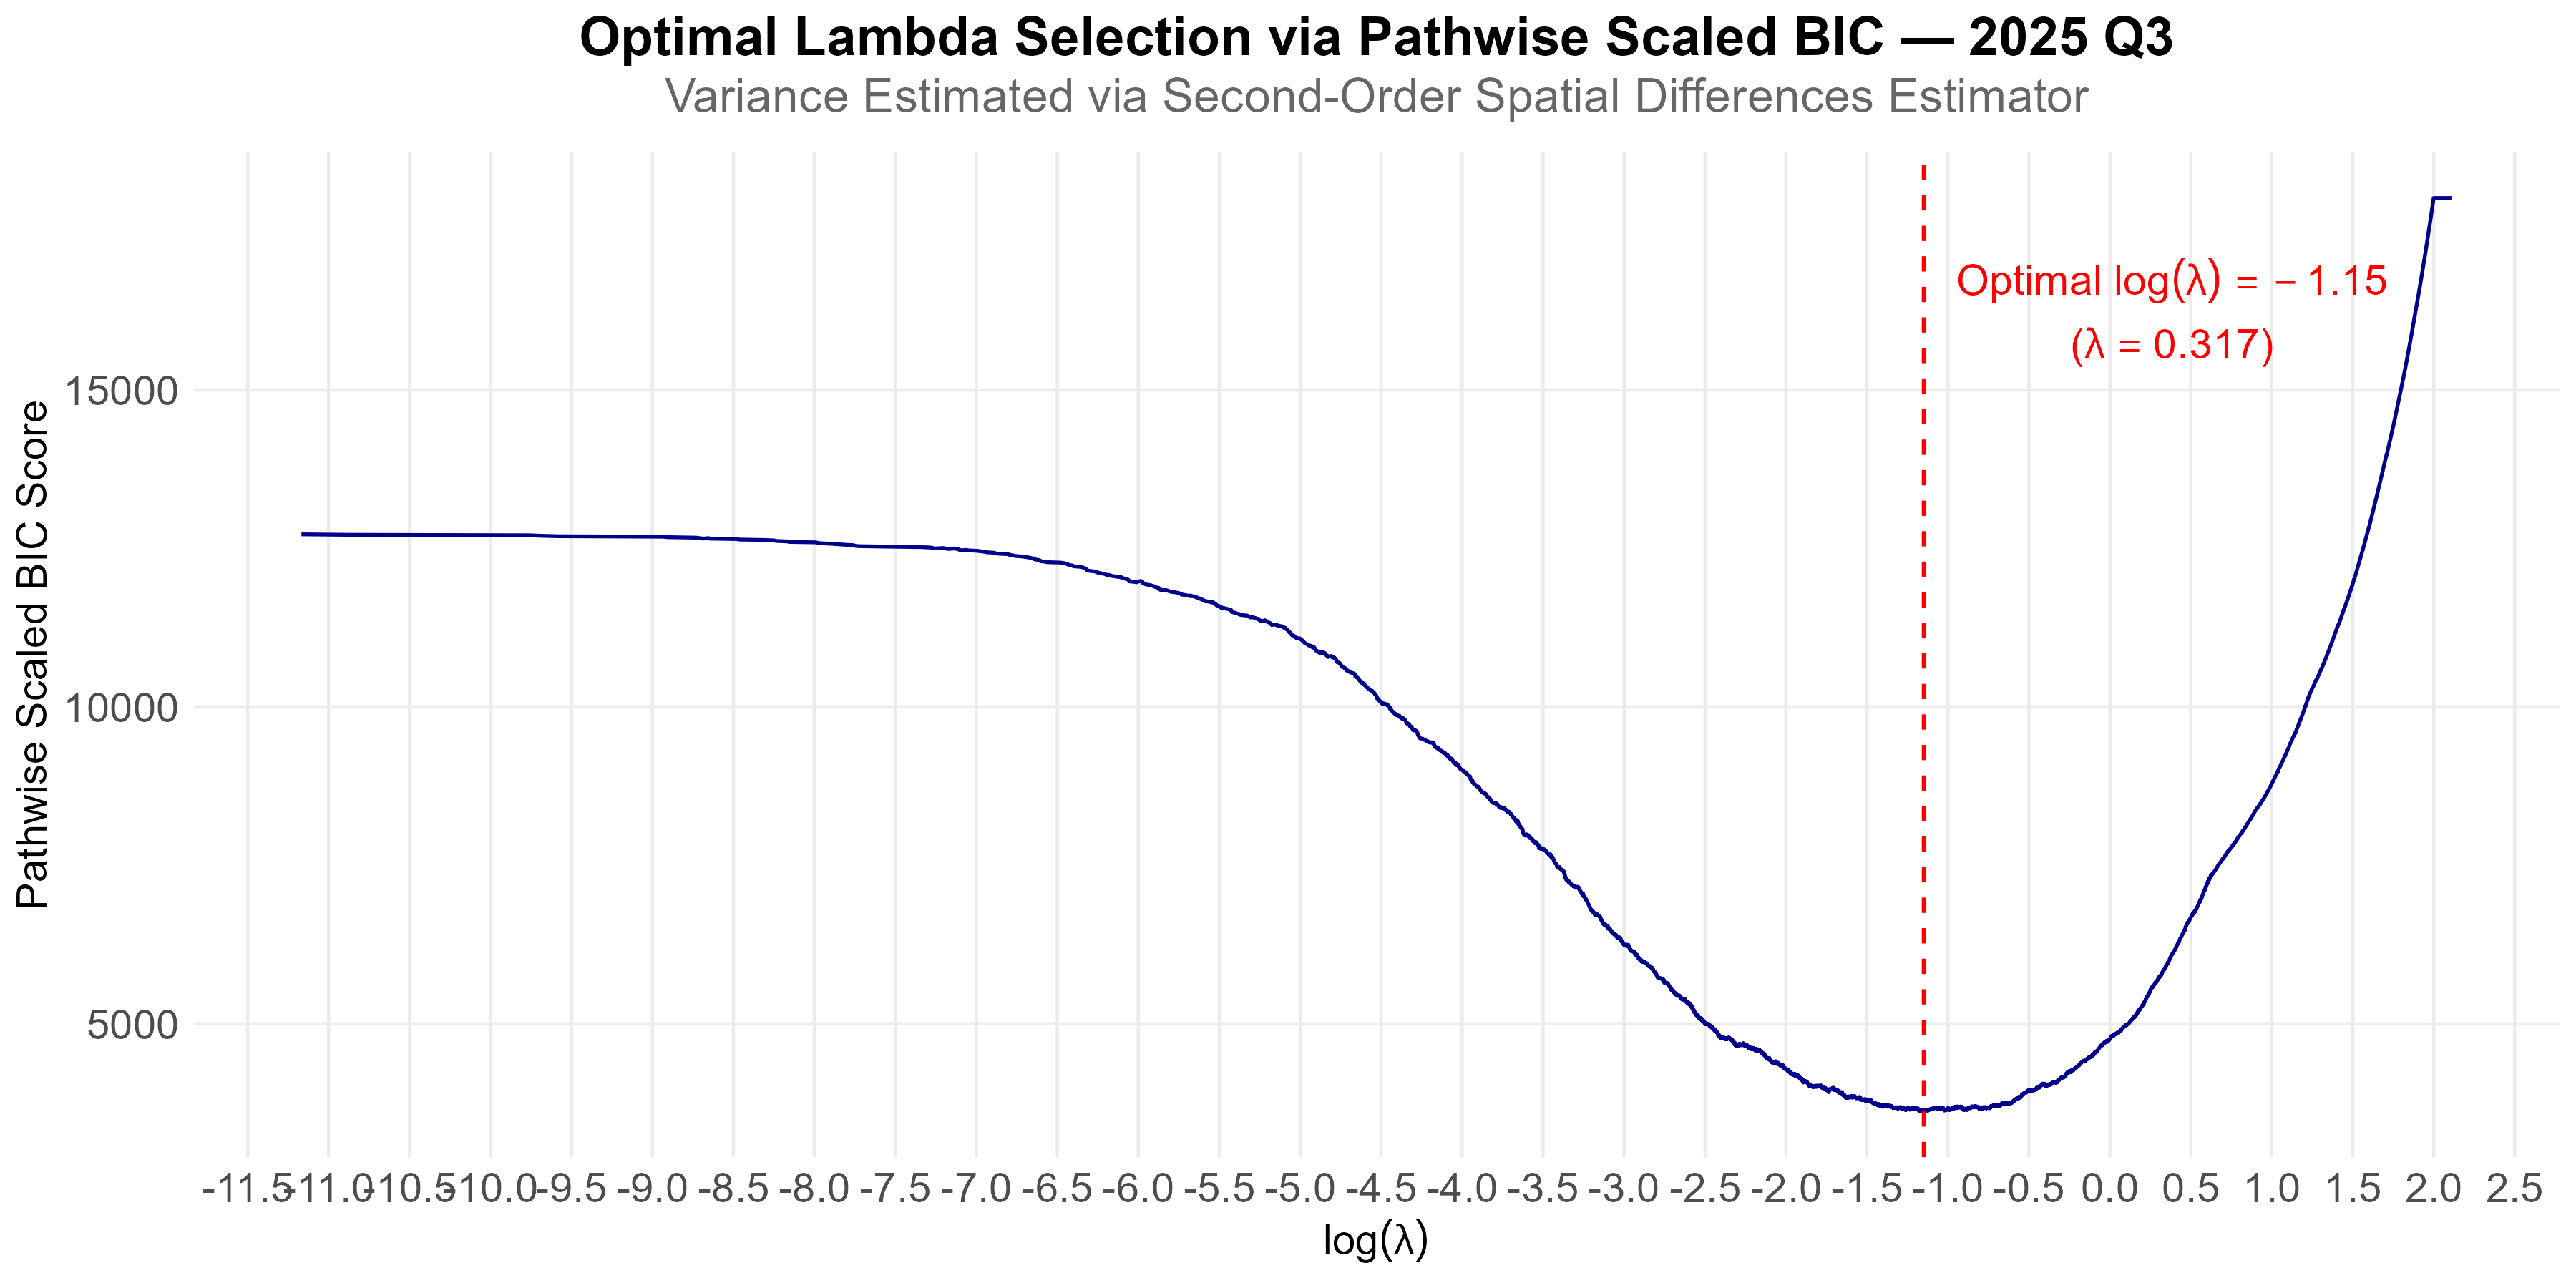 Optimal Lambda Selection via Pathwise Scaled BIC — 2025 Q3
Variance Estimated via Second-Order Spatial Differences Estimator
Optimal log(λ) = − 1.15
(λ = 0.317)
Pathwise Scaled BIC Score
15000
10000
5000
-11.5 -11.0 -10.5 -10.0 -9.5 -9.0 -8.5 -8.0 -7.5 -7.0 -6.5 -6.0 -5.5 -5.0 -4.5 -4.0 -3.5 -3.0 -2.5 -2.0 -1.5 -1.0 -0.5 0.0 0.5 1.0 1.5 2.0 2.5
log(λ)